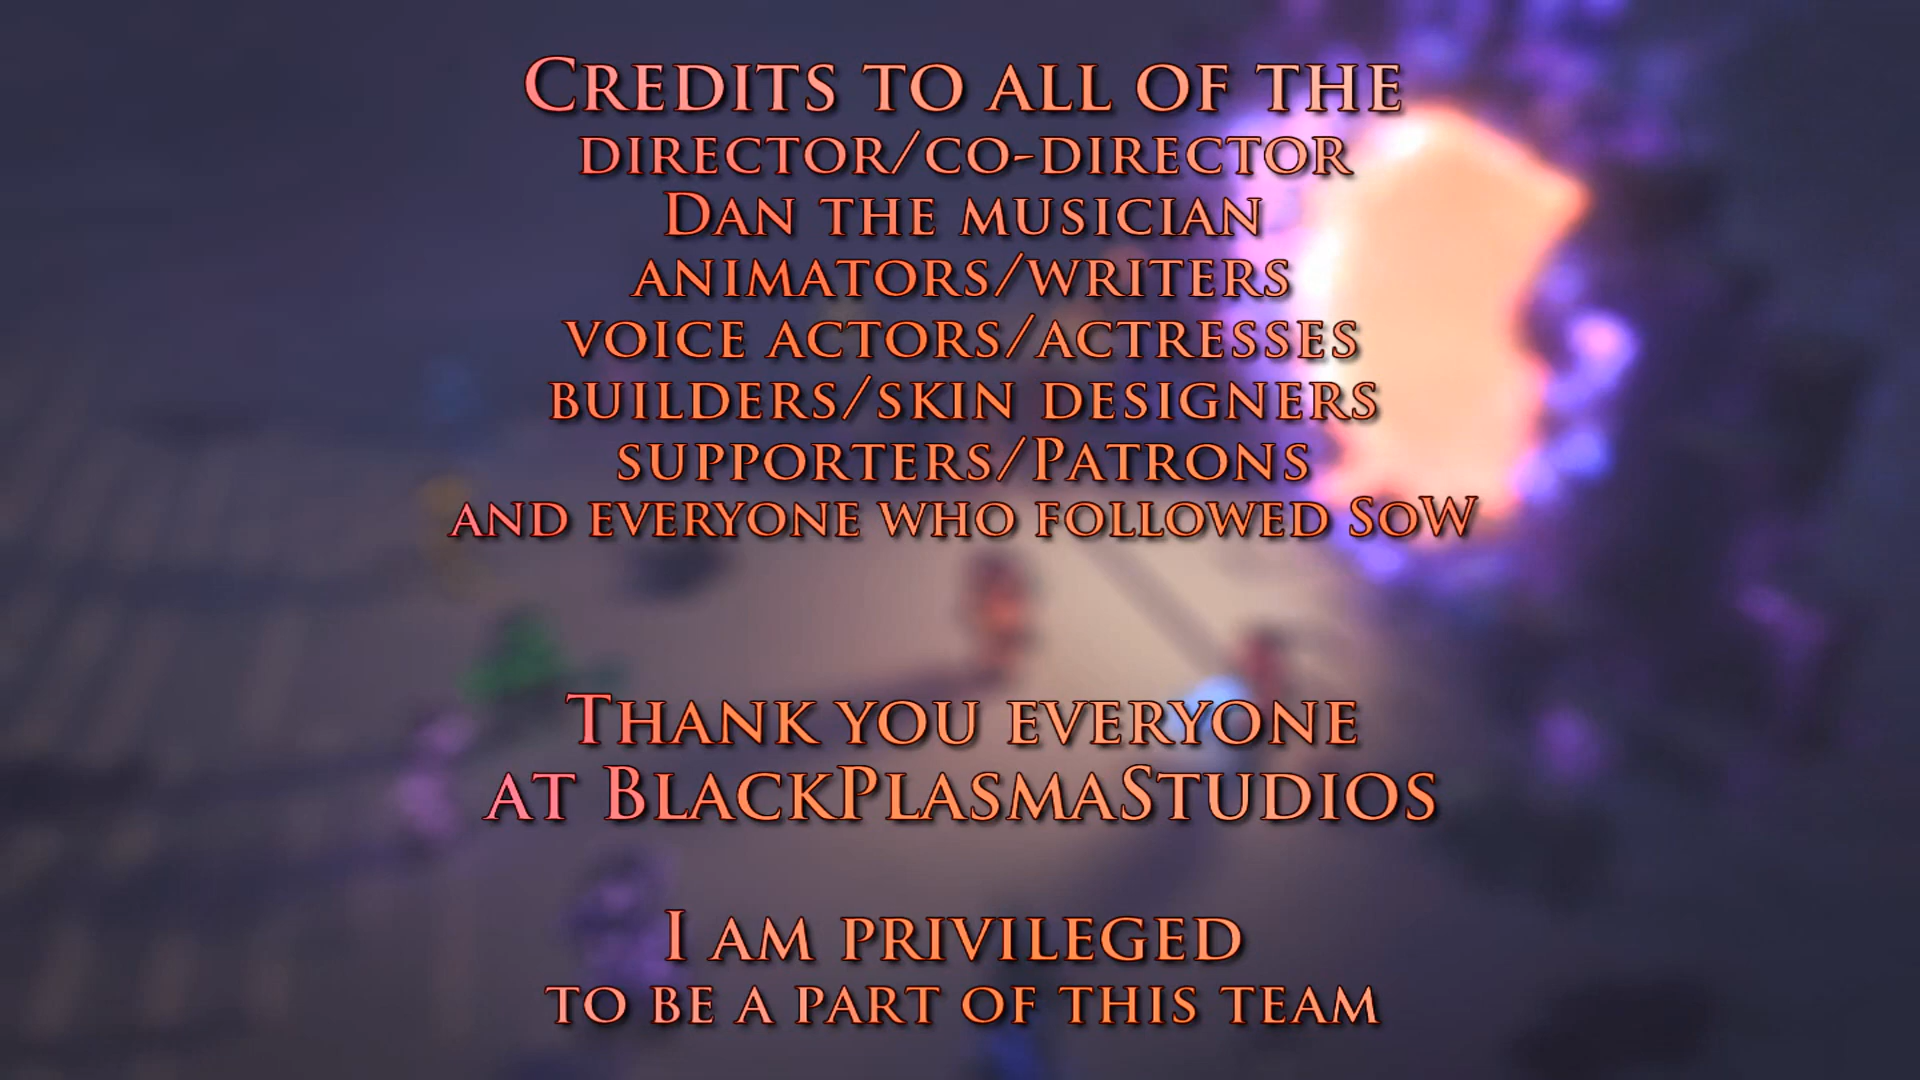 Credits to all of the
director/co-director
Dan the musician
animators/writers
voice actors/actresses
builders/skin designers
supporters/Patrons
and everyone who followed SoW
Thank you everyone
at BlackPlasmaStudios
I am privileged
to be a part of this team